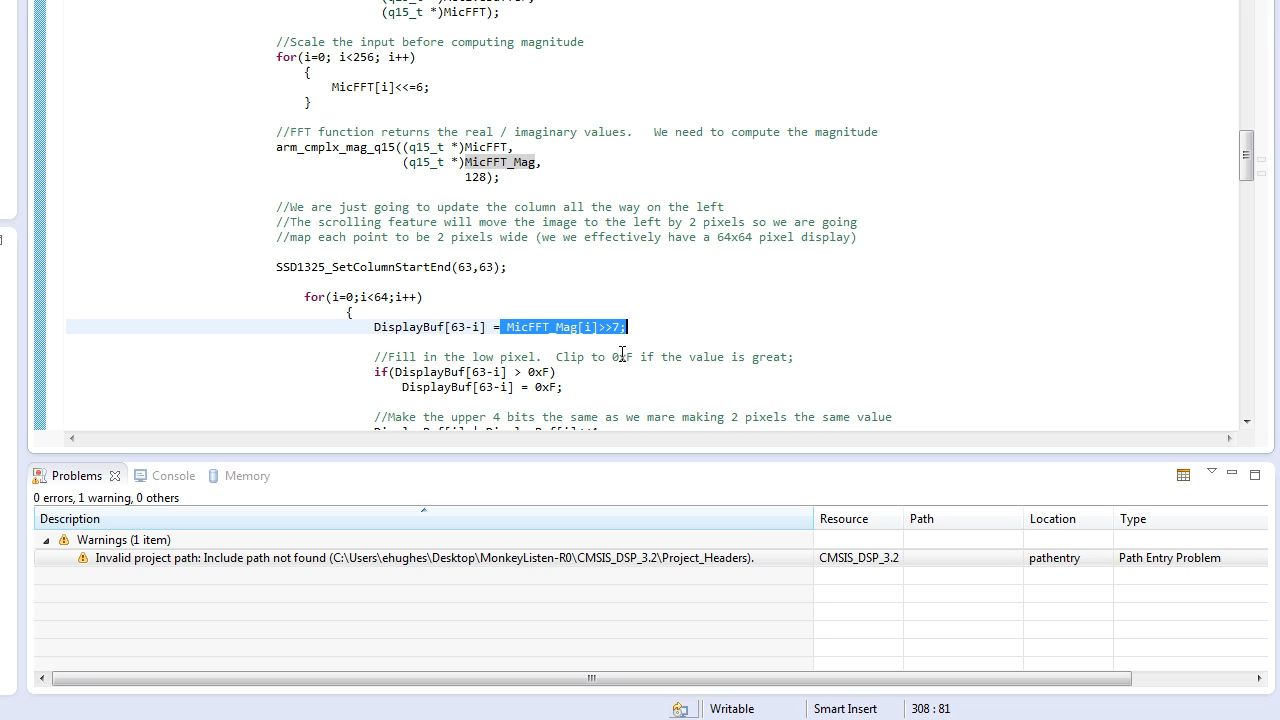 (q15_t *)MicFFT);
//Scale the input before computing magnitude
for(i=0; i<256; i++)
{
MicFFT[i]<<=6;
}
//FFT function returns the real / imaginary values.   We need to compute the magnitude
arm_cmplx_mag_q15((q15_t *)MicFFT,
(q15_t *)MicFFT_Mag,
128);
//We are just going to update the column all the way on the left
//The scrolling feature will move the image to the left by 2 pixels so we are going
//map each point to be 2 pixels wide (we we effectively have a 64x64 pixel display)
SSD1325_SetColumnStartEnd(63,63);
for(i=0;i<64;i++)
{
DisplayBuf[63-i] = MicFFT_Mag[i]>>7;
//Fill in the low pixel.  Clip to 0xF if the value is great;
if(DisplayBuf[63-i] > 0xF)
DisplayBuf[63-i] = 0xF;
//Make the upper 4 bits the same as we mare making 2 pixels the same value
Problems Console Memory
0 errors, 1 warning, 0 others
Description Resource Path Location Type
Warnings (1 item)
Invalid project path: Include path not found (C:\Users\ehughes\Desktop\MonkeyListen-R0\CMSIS_DSP_3.2\Project_Headers). CMSIS_DSP_3.2 pathentry Path Entry Problem
Writable Smart Insert 308 : 81